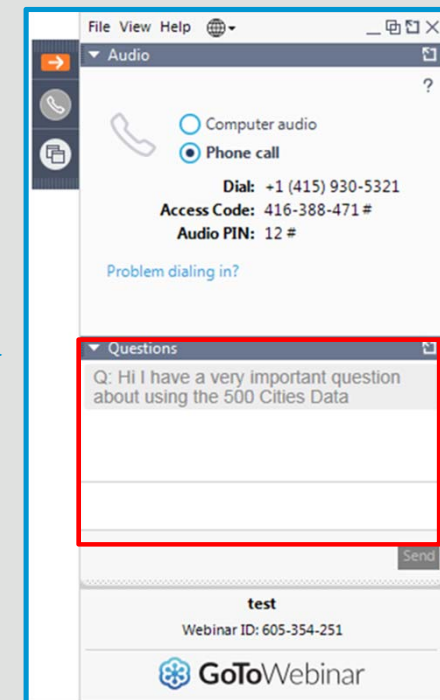 File View Help
Audio
?
Computer audio
Phone call
Dial: +1 (415) 930-5321
Access Code: 416-388-471 #
Audio PIN: 12 #
Problem dialing in?
Questions
Q: Hi I have a very important question
about using the 500 Cities Data
Send
test
Webinar ID: 605-354-251
GoToWebinar